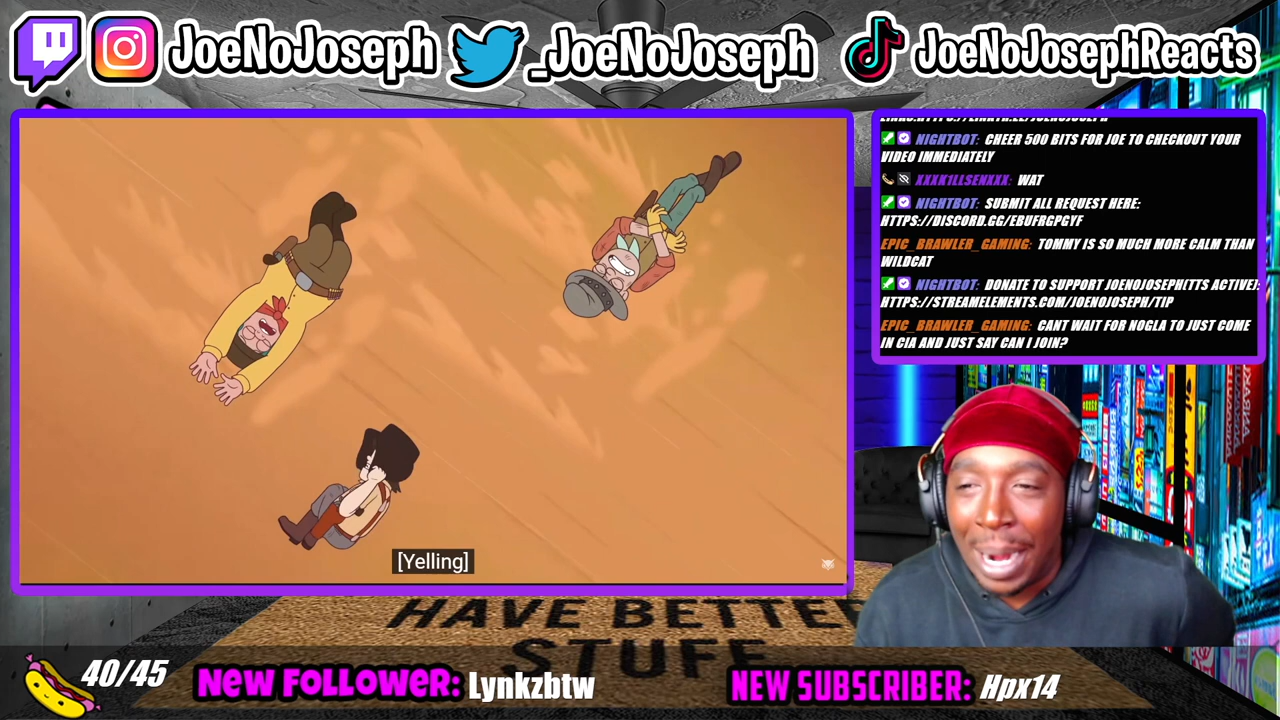 JoeNoJoseph
_JoeNoJoseph
JoeNoJosephReacts
NIGHTBOT: CHEER 500 BITS FOR JOE TO CHECKOUT YOUR
VIDEO IMMEDIATELY
XXXK1LLSENXXX: WAT
NIGHTBOT: SUBMIT ALL REQUEST HERE:
HTTPS://DISCORD.GG/EBUFRGPGYF
EPIC_BRAWLER_GAMING: TOMMY IS SO MUCH MORE CALM THAN
WILDCAT
NIGHTBOT: DONATE TO SUPPORT JOENOJOSEPH(TTS ACTIVE):
HTTPS://STREAMELEMENTS.COM/JOENOJOSEPH/TIP
EPIC_BRAWLER_GAMING: CANT WAIT FOR NOGLA TO JUST COME
IN CIA AND JUST SAY CAN I JOIN?
[Yelling]
HAVE BETTER
STUFF
40/45
NEW FOLLOWER: Lynkzbtw
NEW SUBSCRIBER: Hpx14